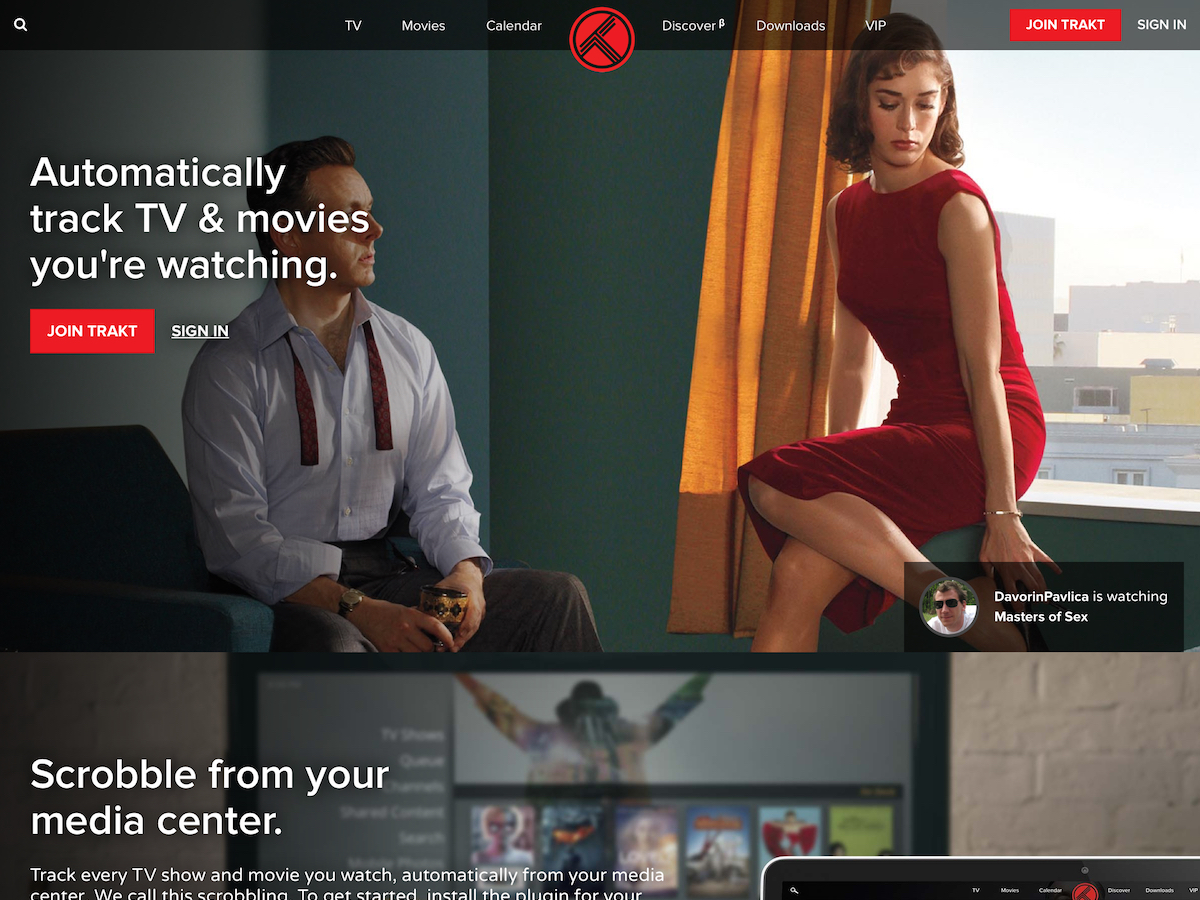 TV Movies Calendar Discover β Downloads VIP JOIN TRAKT SIGN IN
Automatically
track TV & movies
you're watching.
JOIN TRAKT SIGN IN
DavorinPavlica is watching
Masters of Sex
TV Shows
Queue
Channels
Shared Content
Search
Scrobble from your
media center.
Track every TV show and movie you watch, automatically from your media
center. We call this scrobbling. To get started, install the plugin for your
TV Movies Calendar Discover Downloads VIP